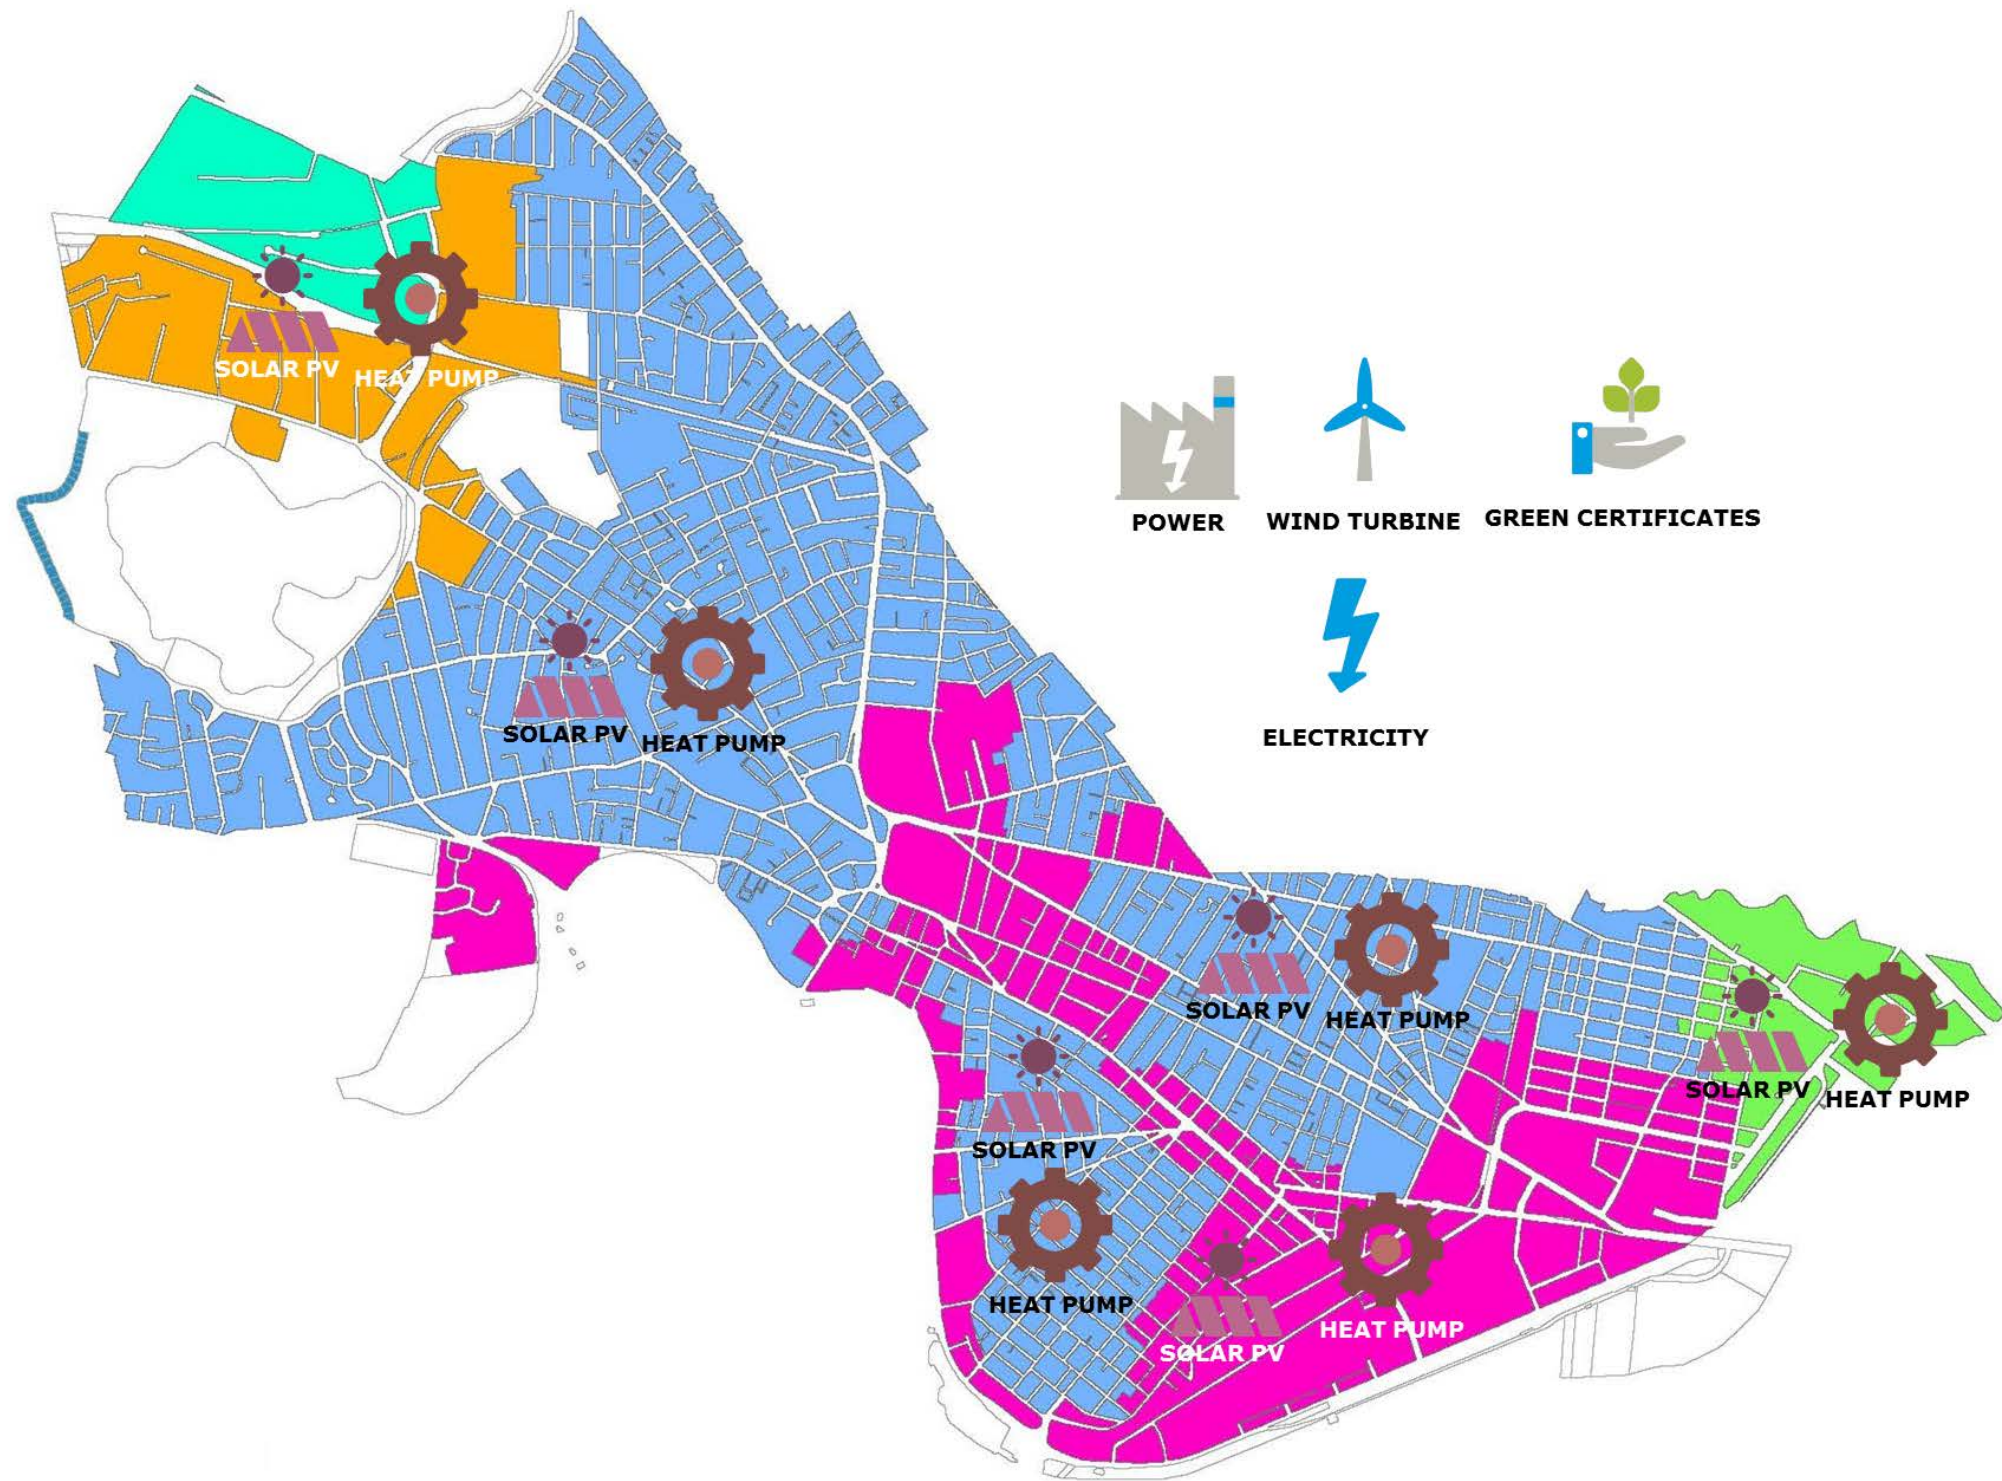 SOLAR PV
HEAT PUMP
POWER
WIND TURBINE
GREEN CERTIFICATES
ELECTRICITY
SOLAR PV
HEAT PUMP
SOLAR PV
HEAT PUMP
SOLAR PV
HEAT PUMP
SOLAR PV
HEAT PUMP
SOLAR PV
HEAT PUMP